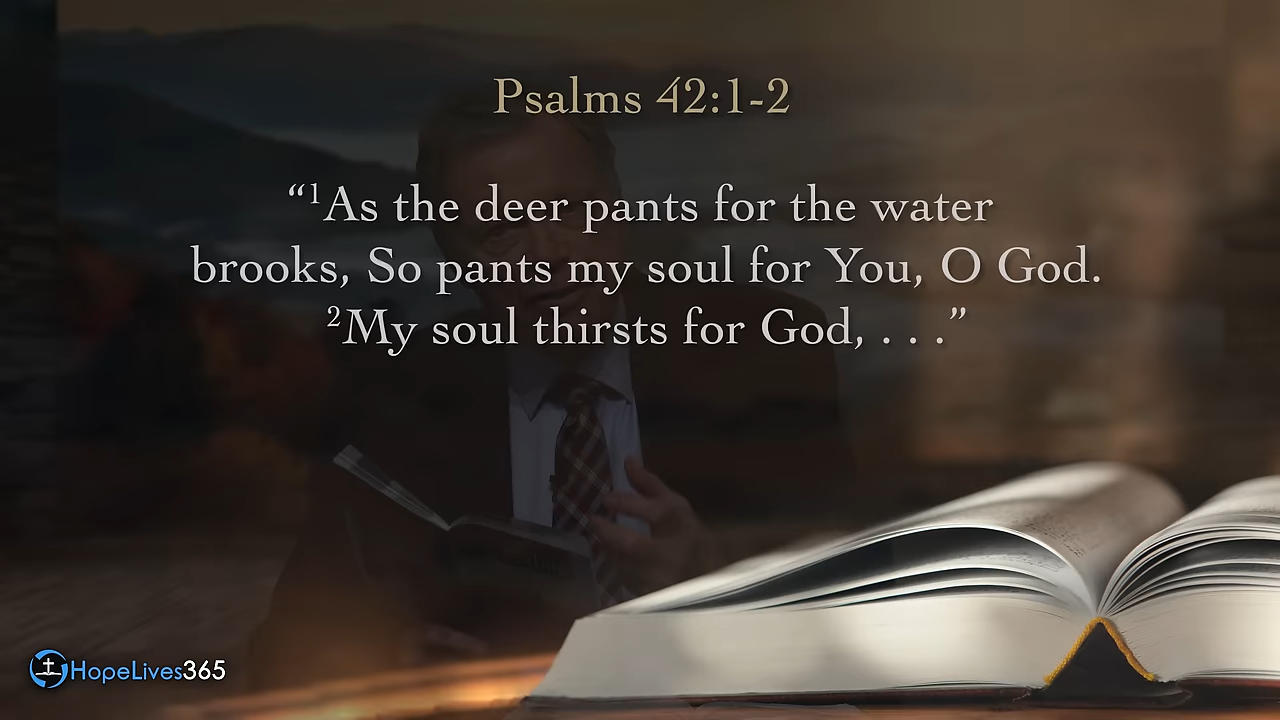 Psalms 42:1-2
“¹As the deer pants for the water
brooks, So pants my soul for You, O God.
²My soul thirsts for God, . . .”
HopeLives365